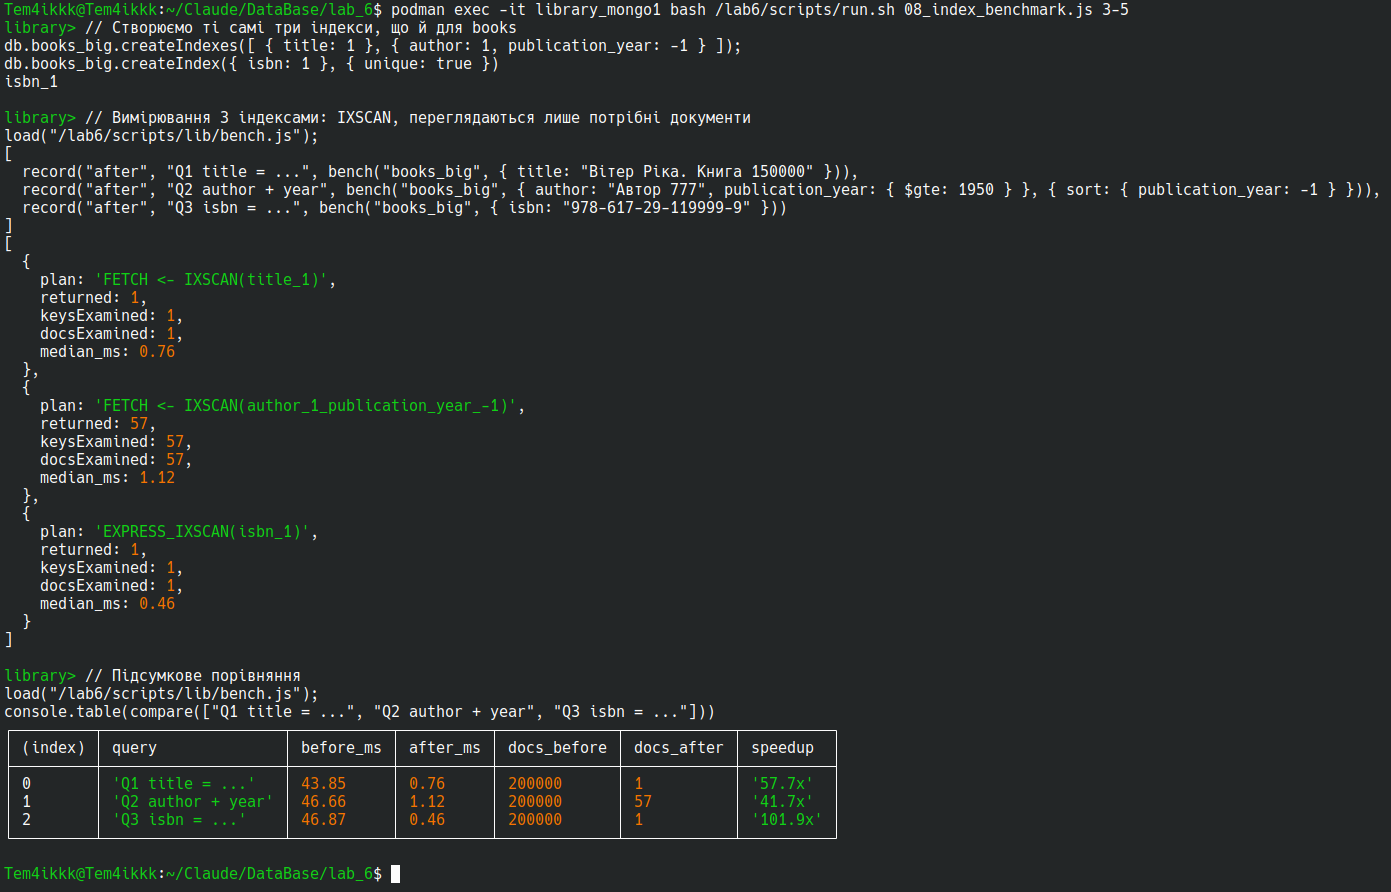 Tem4ikkk@Tem4ikkk:~/Claude/DataBase/lab_6$ podman exec -it library_mongo1 bash /lab6/scripts/run.sh 08_index_benchmark.js 3-5
library> // Створюємо ті самі три індекси, що й для books
db.books_big.createIndexes([ { title: 1 }, { author: 1, publication_year: -1 } ]);
db.books_big.createIndex({ isbn: 1 }, { unique: true })
isbn_1
library> // Вимірювання З індексами: IXSCAN, переглядаються лише потрібні документи
load("/lab6/scripts/lib/bench.js");
[
  record("after", "Q1 title = ...", bench("books_big", { title: "Вітер Ріка. Книга 150000" })),
  record("after", "Q2 author + year", bench("books_big", { author: "Автор 777", publication_year: { $gte: 1950 } }, { sort: { publication_year: -1 } })),
  record("after", "Q3 isbn = ...", bench("books_big", { isbn: "978-617-29-119999-9" }))
]
[
  {
    plan: 'FETCH <- IXSCAN(title_1)',
    returned: 1,
    keysExamined: 1,
    docsExamined: 1,
    median_ms: 0.76
  },
  {
    plan: 'FETCH <- IXSCAN(author_1_publication_year_-1)',
    returned: 57,
    keysExamined: 57,
    docsExamined: 57,
    median_ms: 1.12
  },
  {
    plan: 'EXPRESS_IXSCAN(isbn_1)',
    returned: 1,
    keysExamined: 1,
    docsExamined: 1,
    median_ms: 0.46
  }
]
library> // Підсумкове порівняння
load("/lab6/scripts/lib/bench.js");
console.table(compare(["Q1 title = ...", "Q2 author + year", "Q3 isbn = ..."]))
(index) query before_ms after_ms docs_before docs_after speedup
0 'Q1 title = ...' 43.85 0.76 200000 1 '57.7x'
1 'Q2 author + year' 46.66 1.12 200000 57 '41.7x'
2 'Q3 isbn = ...' 46.87 0.46 200000 1 '101.9x'
Tem4ikkk@Tem4ikkk:~/Claude/DataBase/lab_6$